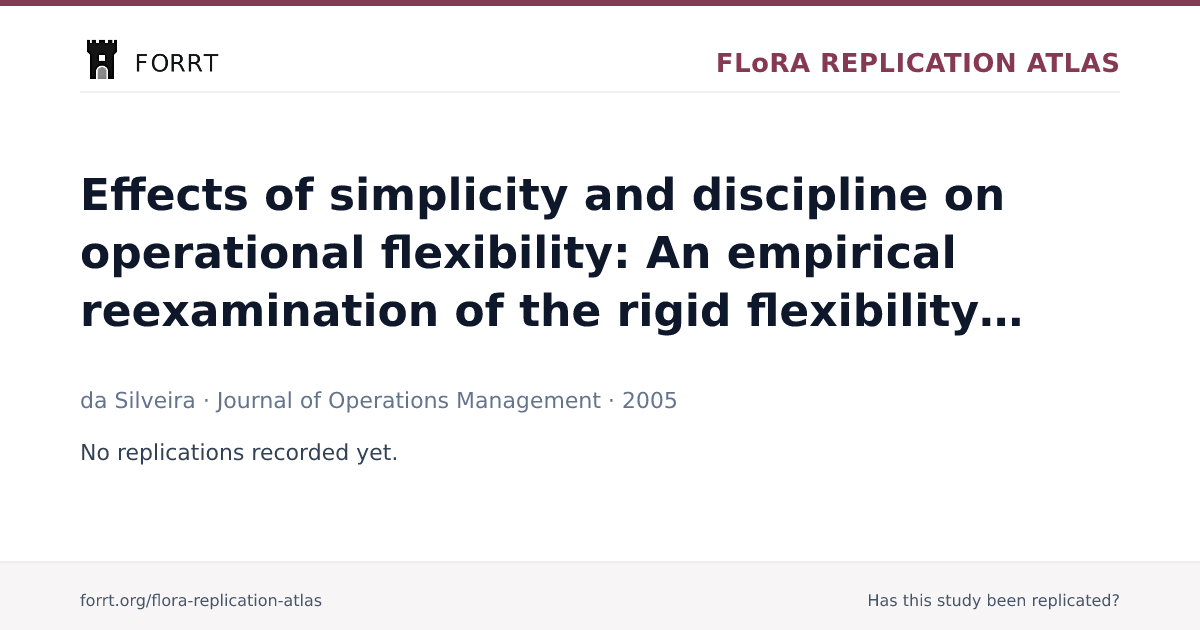 FORRT
FLoRA REPLICATION ATLAS
Effects of simplicity and discipline on
operational flexibility: An empirical
reexamination of the rigid flexibility…
da Silveira · Journal of Operations Management · 2005
No replications recorded yet.
forrt.org/flora-replication-atlas
Has this study been replicated?